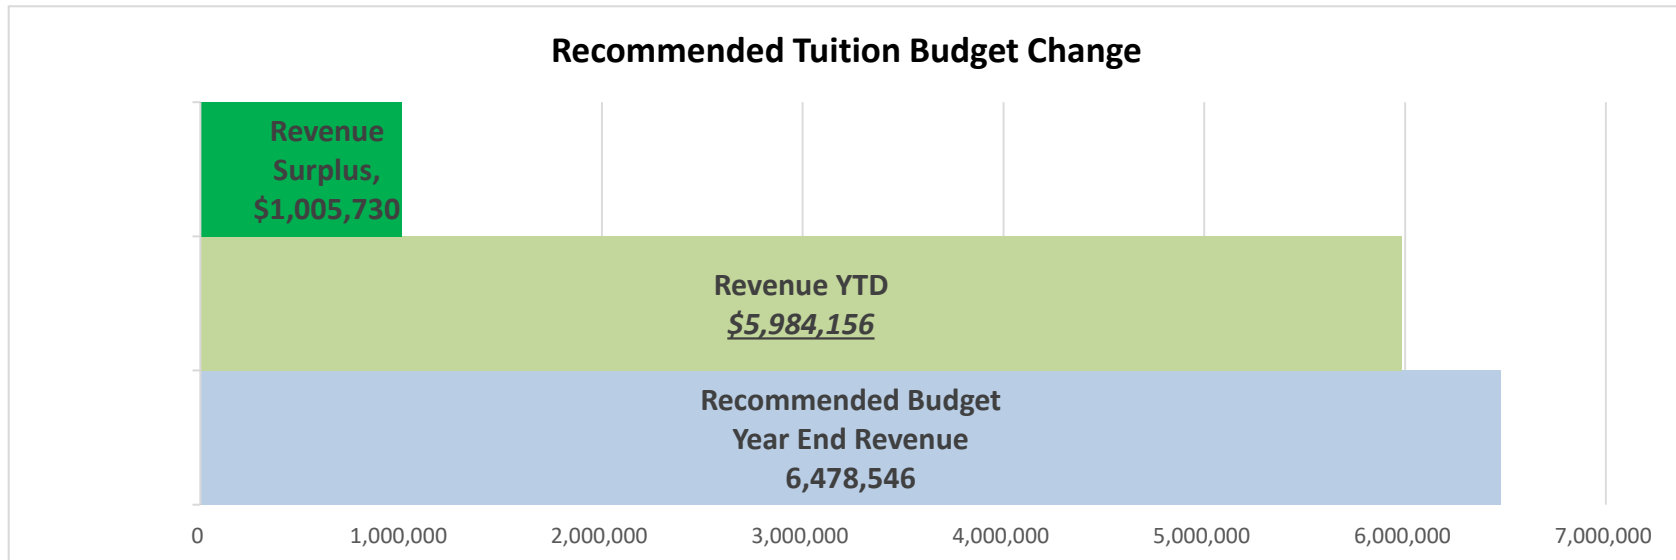 Recommended Tuition Budget Change
Revenue
Surplus,
$1,005,730
Revenue YTD
$5,984,156
Recommended Budget
Year End Revenue
6,478,546
0 1,000,000 2,000,000 3,000,000 4,000,000 5,000,000 6,000,000 7,000,000